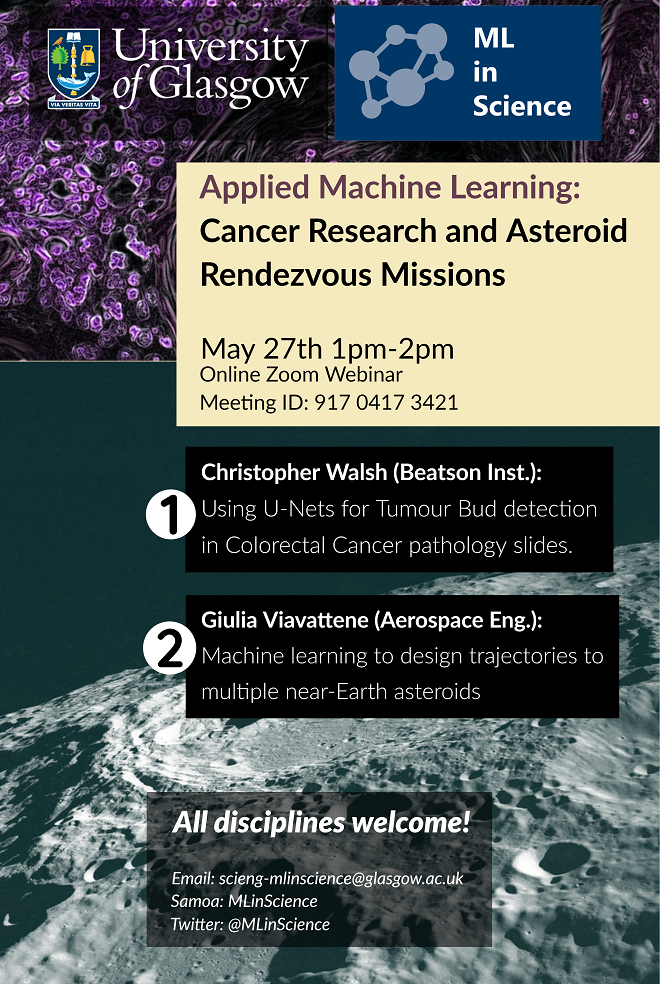 University
of Glasgow
VIA VERITAS VITA
ML
in
Science
Applied Machine Learning:
Cancer Research and Asteroid
Rendezvous Missions
May 27th 1pm-2pm
Online Zoom Webinar
Meeting ID: 917 0417 3421
1
Christopher Walsh (Beatson Inst.):
Using U-Nets for Tumour Bud detection
in Colorectal Cancer pathology slides.
2
Giulia Viavattene (Aerospace Eng.):
Machine learning to design trajectories to
multiple near-Earth asteroids
All disciplines welcome!
Email: scieng-mlinscience@glasgow.ac.uk
Samoa: MLinScience
Twitter: @MLinScience